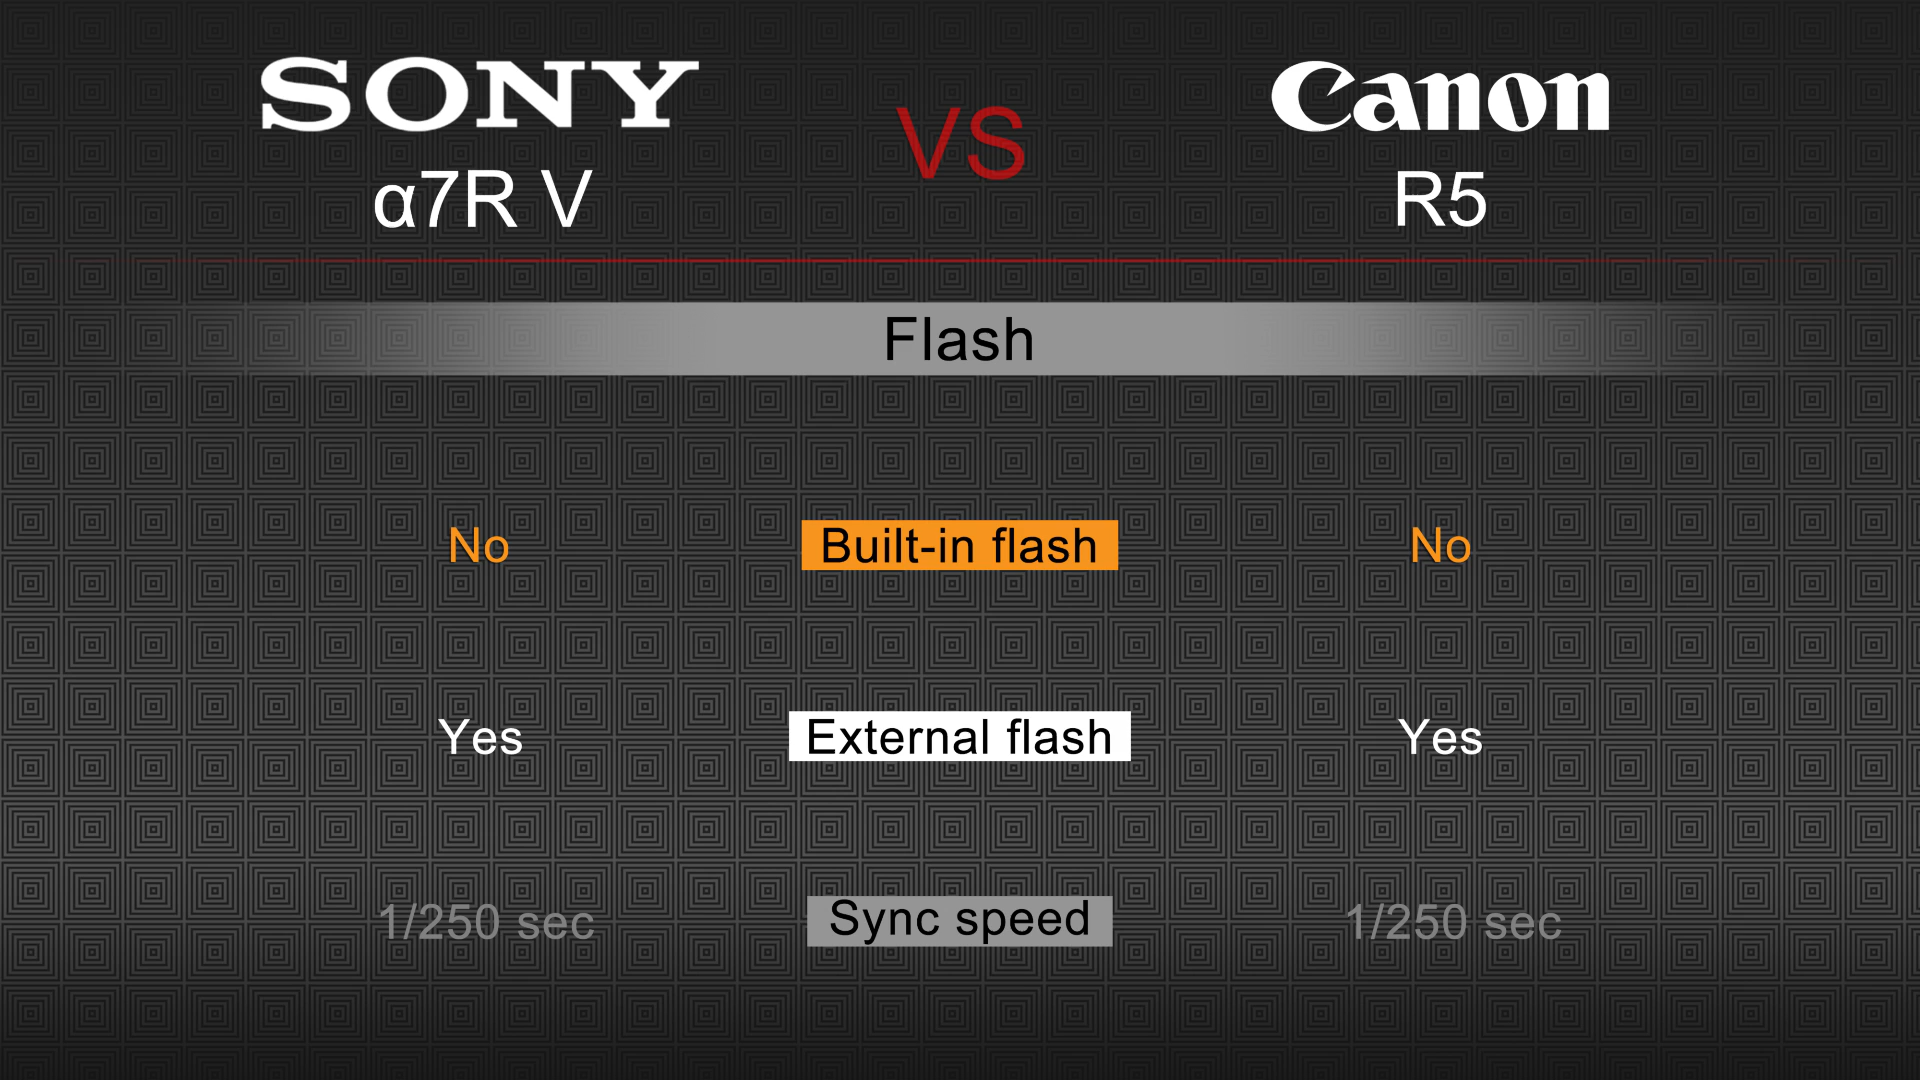 SONY
α7R V
VS
Canon
R5
Flash
No
Built-in flash
No
Yes
External flash
Yes
1/250 sec
Sync speed
1/250 sec